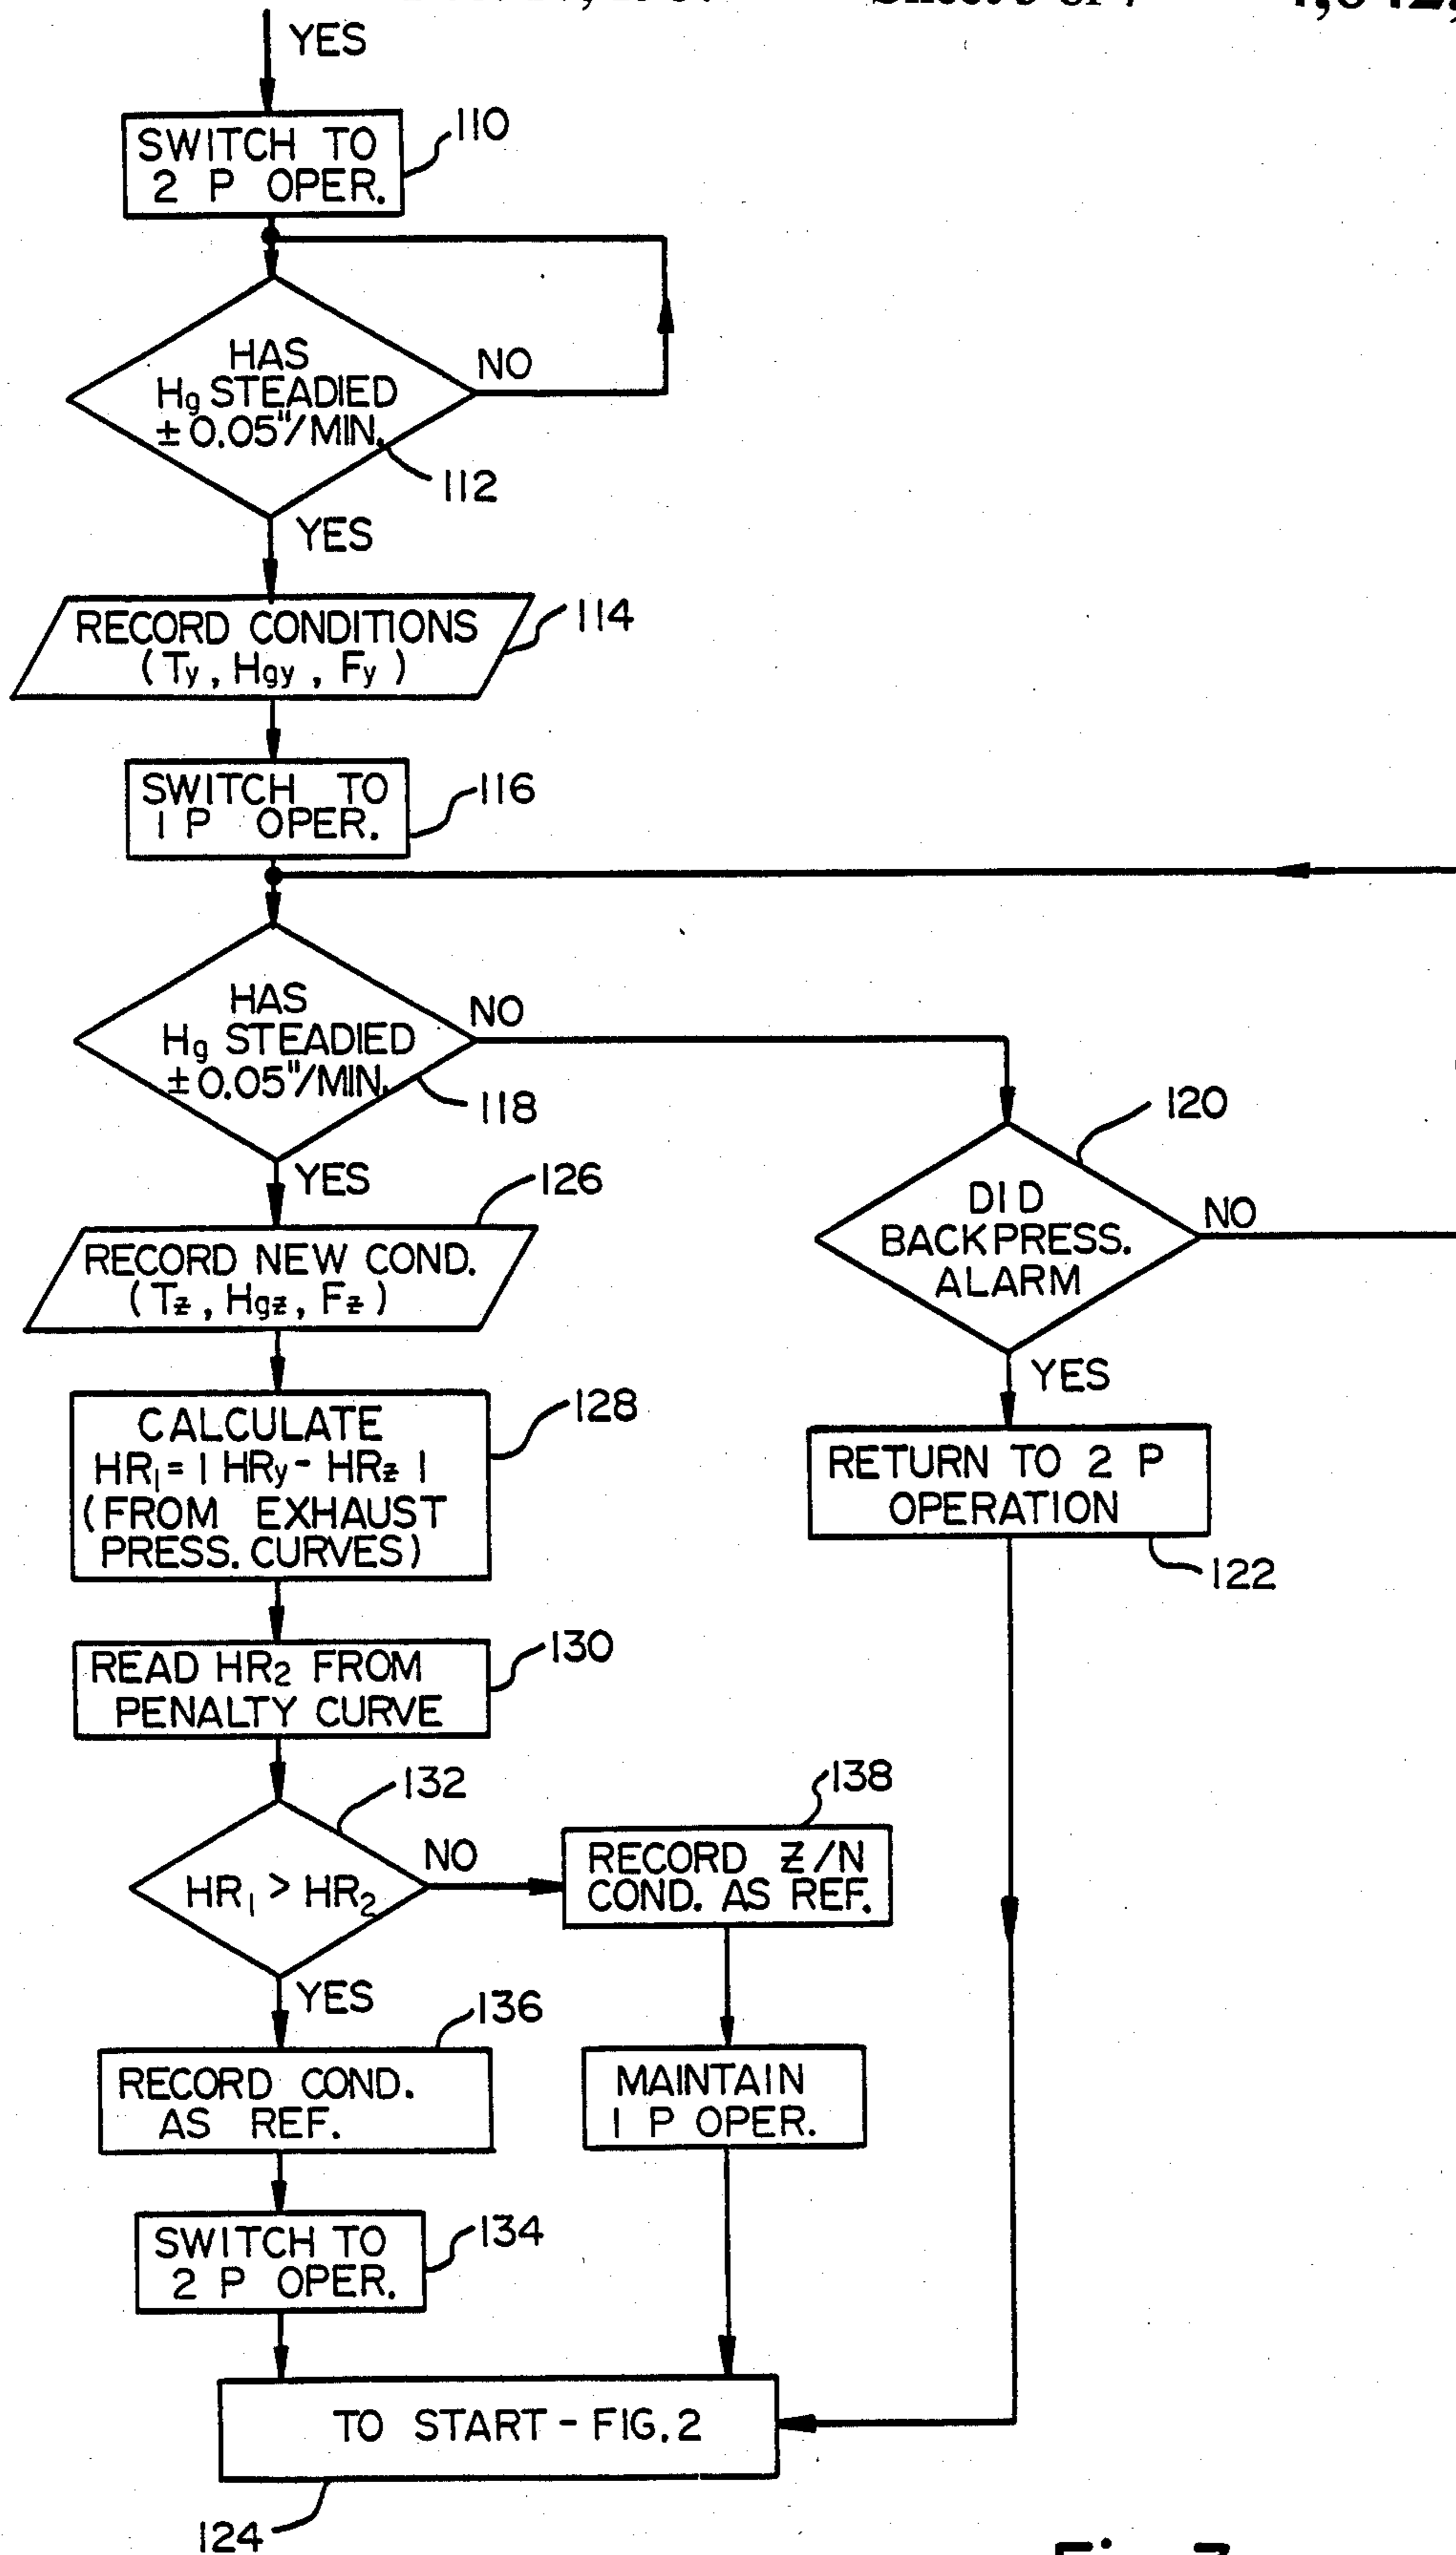 YES
SWITCH TO
2 P OPER.
110
HAS
Hg STEADIED
±0.05"/MIN.
NO
112
YES
RECORD CONDITIONS
(Ty, Hgy, Fy)
114
SWITCH TO
1 P OPER.
116
HAS
Hg STEADIED
±0.05"/MIN.
NO
118
120
DID
BACKPRESS.
ALARM
NO
YES
126
RECORD NEW COND.
(Tz, Hgz, Fz)
YES
RETURN TO 2 P
OPERATION
122
CALCULATE
HR1 = | HRy - HRz |
(FROM EXHAUST
PRESS. CURVES)
128
READ HR2 FROM
PENALTY CURVE
130
132
HR1 > HR2
NO
138
RECORD Z/N
COND. AS REF.
YES
136
RECORD COND.
AS REF.
MAINTAIN
1 P OPER.
SWITCH TO
2 P OPER.
134
TO START - FIG. 2
124